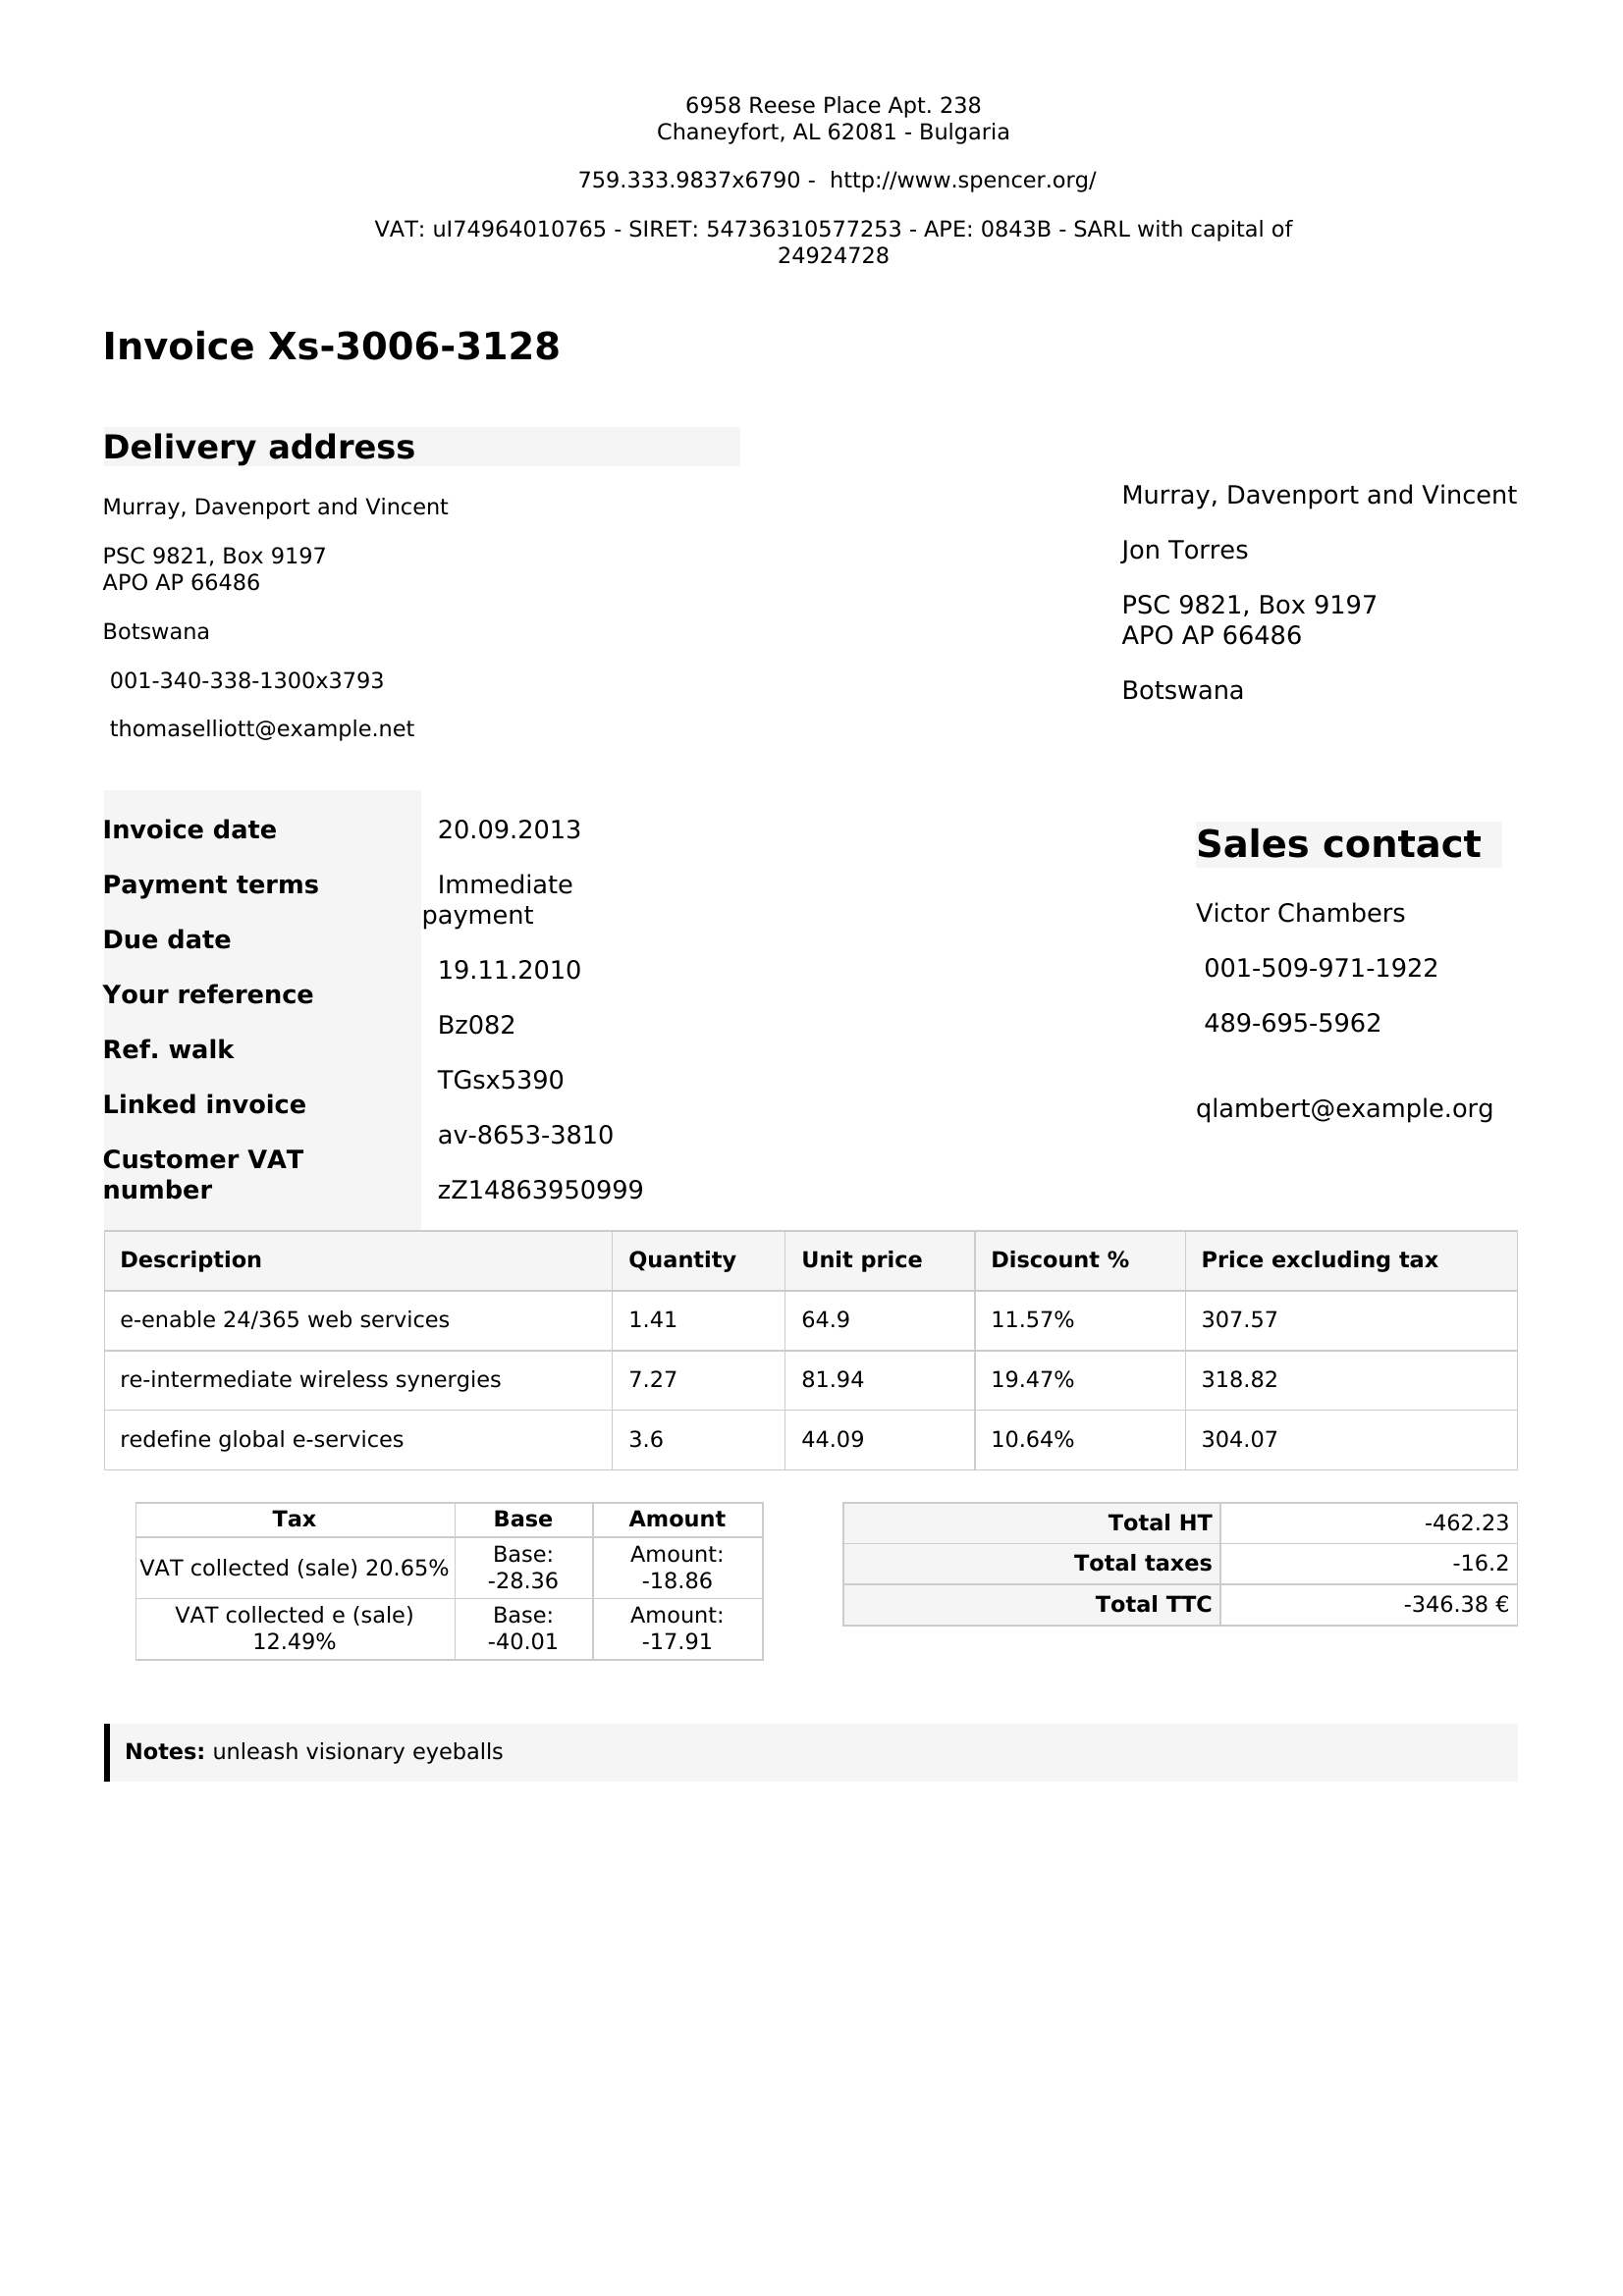 6958 Reese Place Apt. 238
Chaneyfort, AL 62081 - Bulgaria
759.333.9837x6790 -  http://www.spencer.org/
VAT: uI74964010765 - SIRET: 54736310577253 - APE: 0843B - SARL with capital of
24924728
Invoice Xs-3006-3128
Delivery address
Murray, Davenport and Vincent
PSC 9821, Box 9197
APO AP 66486
Botswana
001-340-338-1300x3793
thomaselliott@example.net
Murray, Davenport and Vincent
Jon Torres
PSC 9821, Box 9197
APO AP 66486
Botswana
Invoice date
Payment terms
Due date
Your reference
Ref. walk
Linked invoice
Customer VAT
number
20.09.2013
Immediate
payment
19.11.2010
Bz082
TGsx5390
av-8653-3810
zZ14863950999
Sales contact
Victor Chambers
001-509-971-1922
489-695-5962
qlambert@example.org
Description Quantity Unit price Discount % Price excluding tax
e-enable 24/365 web services 1.41 64.9 11.57% 307.57
re-intermediate wireless synergies 7.27 81.94 19.47% 318.82
redefine global e-services 3.6 44.09 10.64% 304.07
Tax Base Amount
VAT collected (sale) 20.65% Base: -28.36 Amount: -18.86
VAT collected e (sale) 12.49% Base: -40.01 Amount: -17.91
Total HT -462.23
Total taxes -16.2
Total TTC -346.38 €
Notes: unleash visionary eyeballs